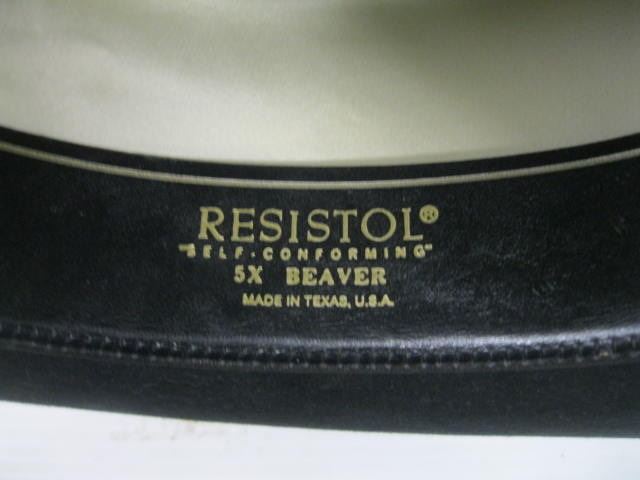 RESISTOL®
"SELF-CONFORMING"
5X BEAVER
MADE IN TEXAS, U.S.A.